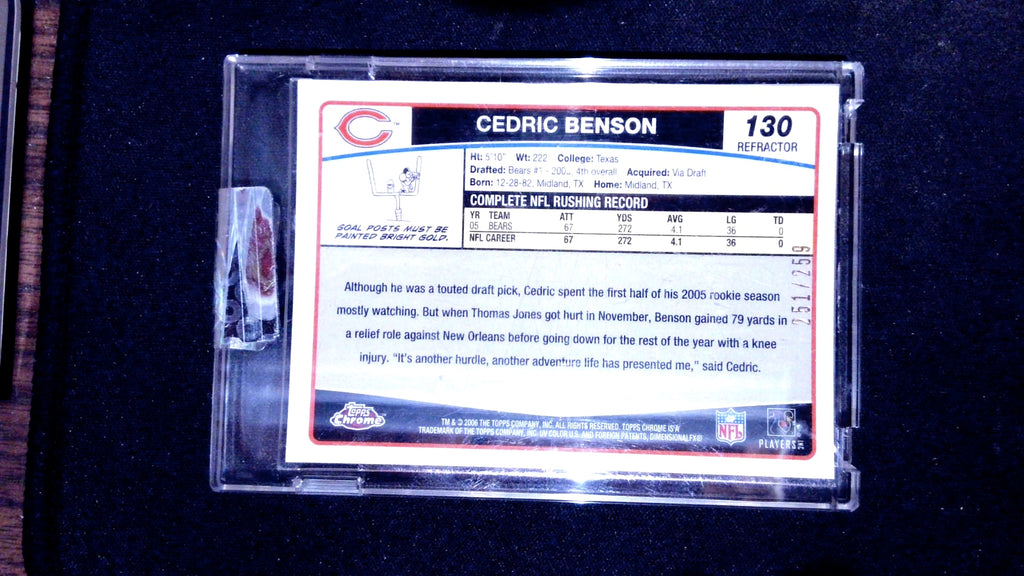 CEDRIC BENSON
130
REFRACTOR
Ht: 5'10" Wt: 222 College: Texas
Drafted: Bears #1 - 4th overall Acquired: Via Draft
Born: 12-28-82, Midland, TX Home: Midland, TX
COMPLETE NFL RUSHING RECORD
YR TEAM ATT YDS AVG LG TD
05 BEARS 67 272 4.1 36 0
NFL CAREER 67 272 4.1 36 0
GOAL POSTS MUST BE
PAINTED BRIGHT GOLD.
251/259
Although he was a touted draft pick, Cedric spent the first half of his 2005 rookie season
mostly watching. But when Thomas Jones got hurt in November, Benson gained 79 yards in
a relief role against New Orleans before going down for the rest of the year with a knee
injury. "It's another hurdle, another adventure life has presented me," said Cedric.
Topps
Chrome
TM & © 2006 THE TOPPS COMPANY, INC. ALL RIGHTS RESERVED. TOPPS CHROME IS A
TRADEMARK OF THE TOPPS COMPANY, INC. UV COLOR U.S. AND FOREIGN PATENTS, DIMENSIONALFX®
NFL
PLAYERS INC